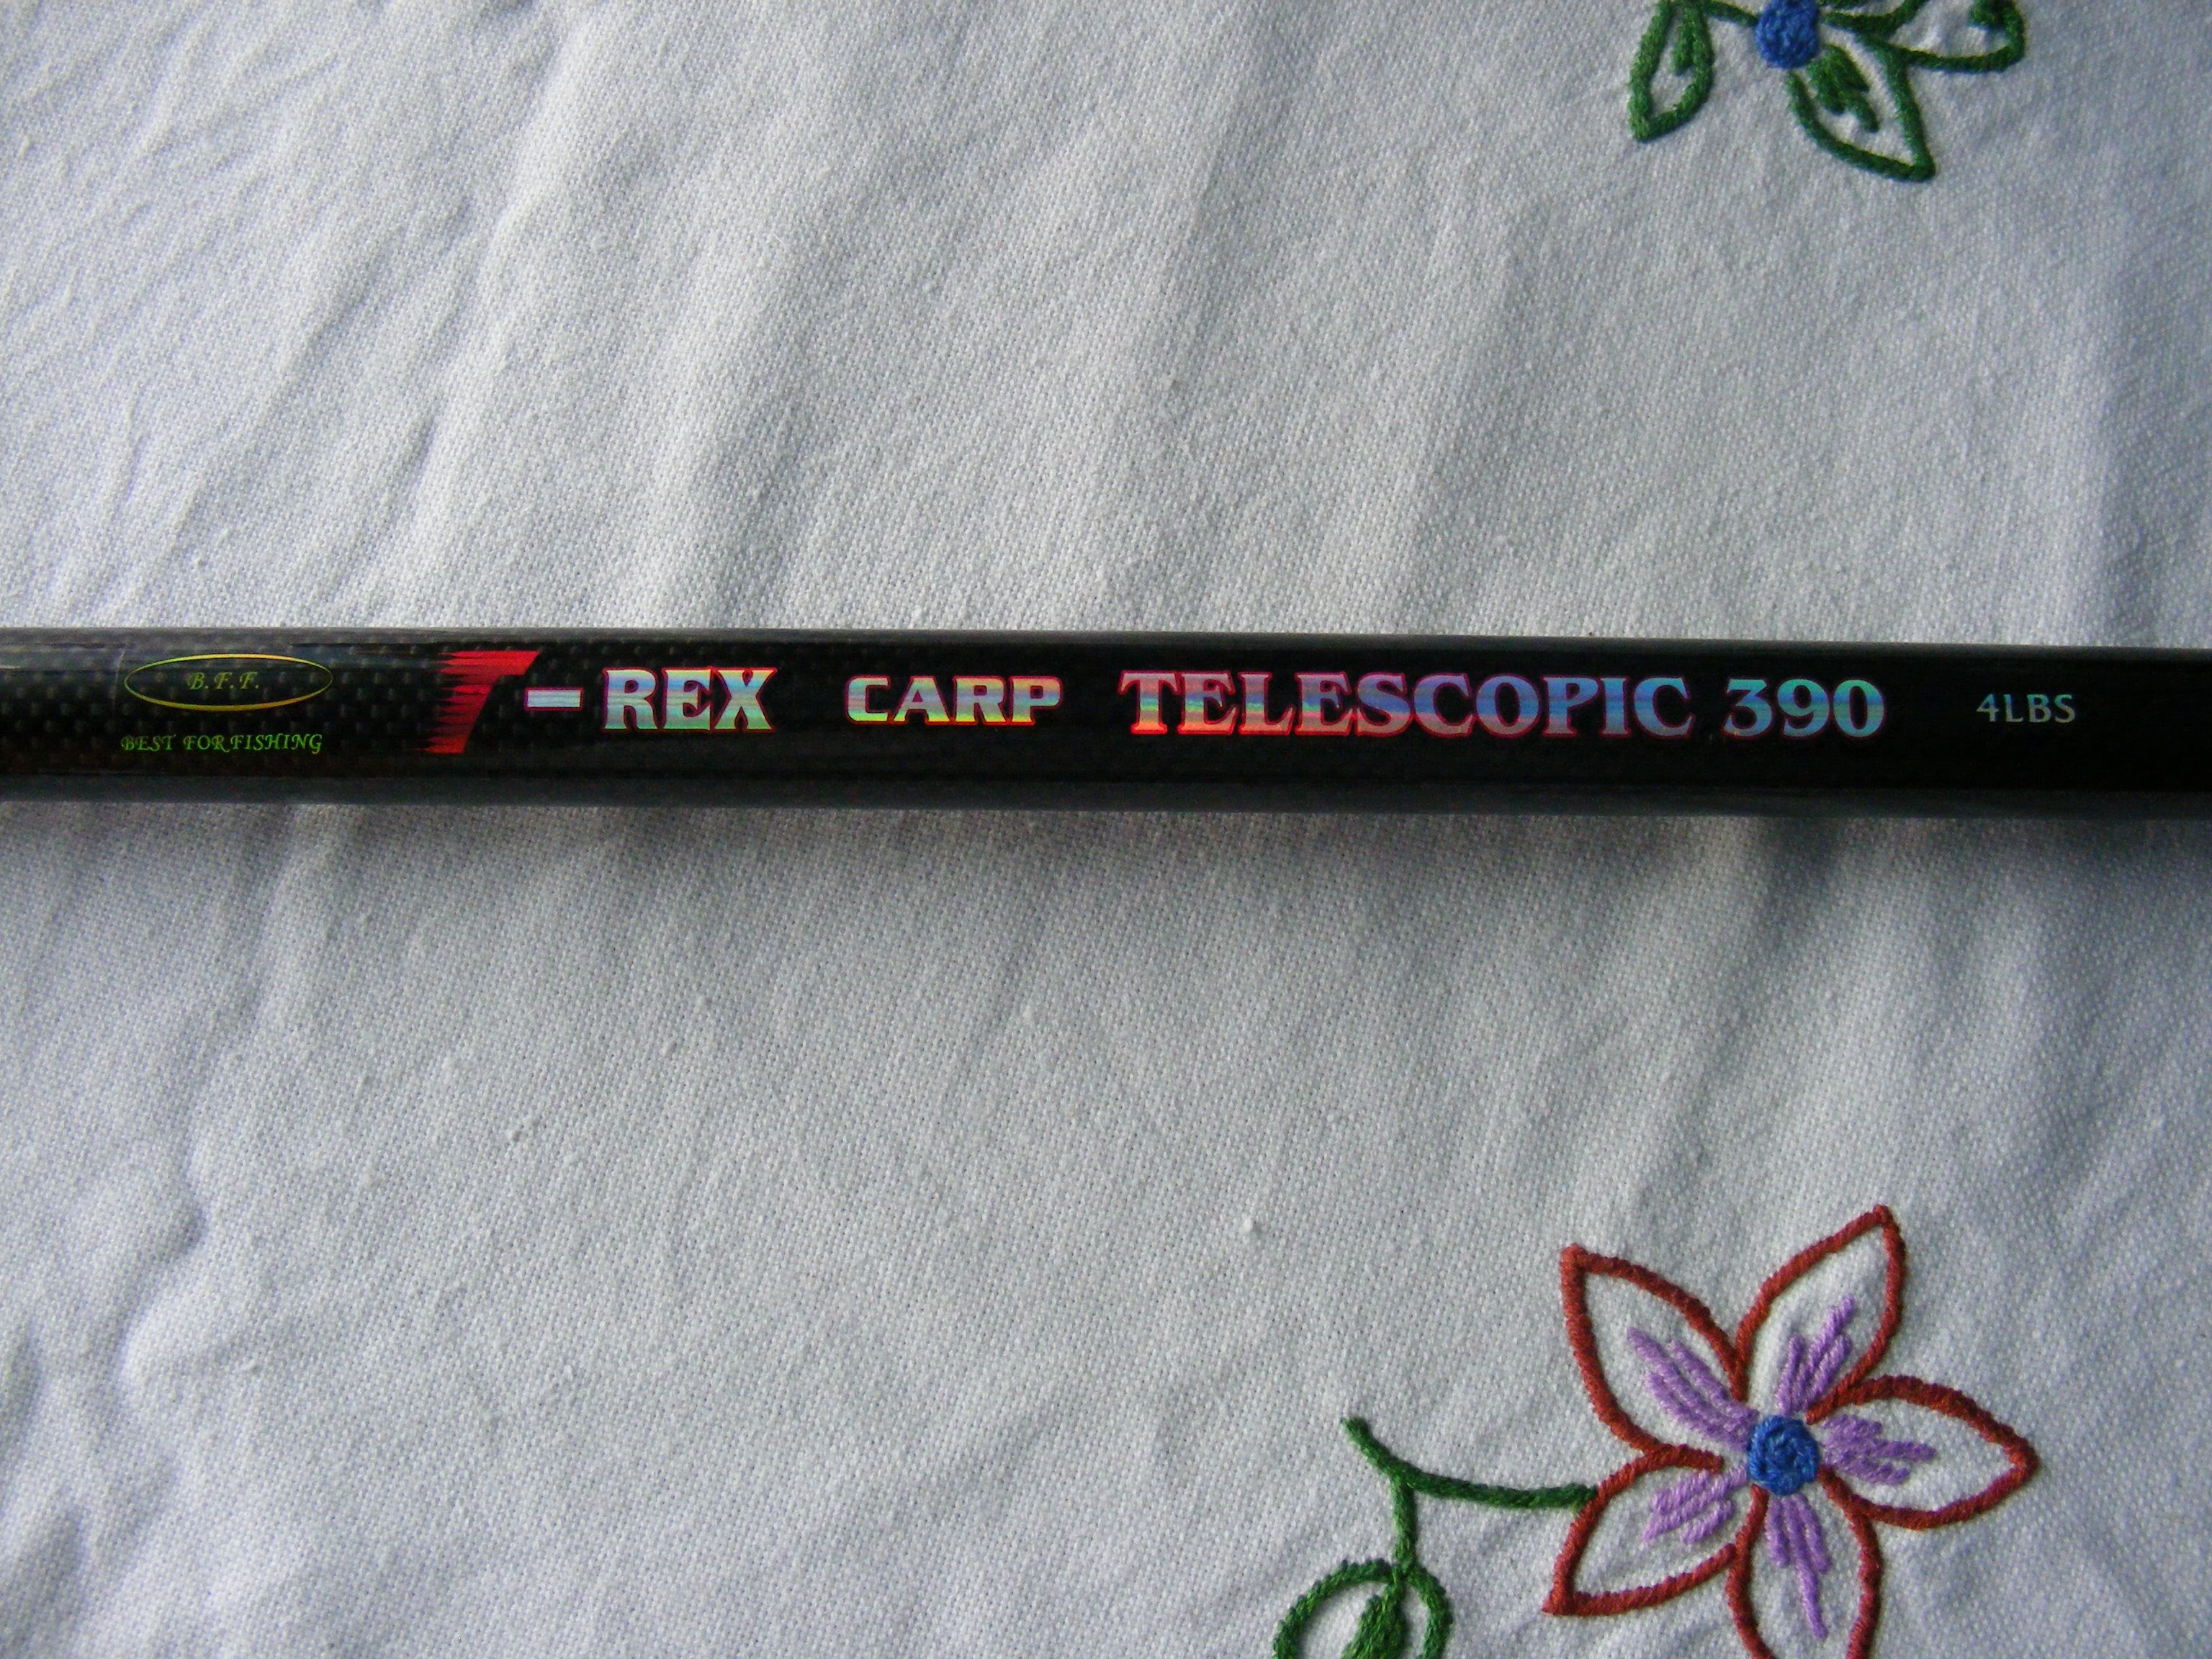 B.F.F.
BEST FOR FISHING
T-REX CARP TELESCOPIC 390 4LBS